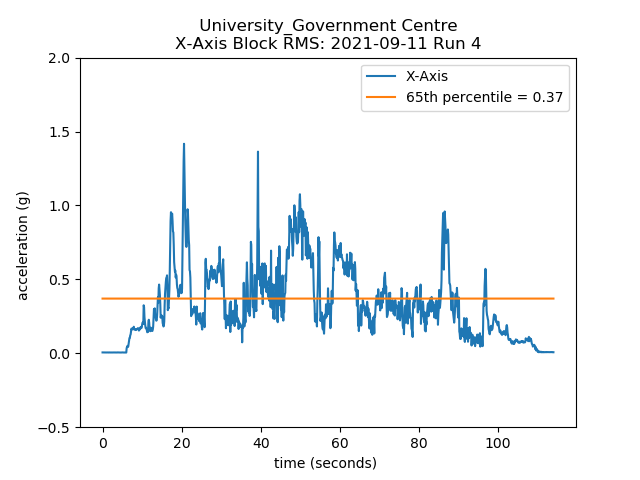 University_Government Centre
X-Axis Block RMS: 2021-09-11 Run 4
X-Axis
65th percentile = 0.37
acceleration (g)
2.0
1.5
1.0
0.5
0.0
−0.5
0 20 40 60 80 100
time (seconds)